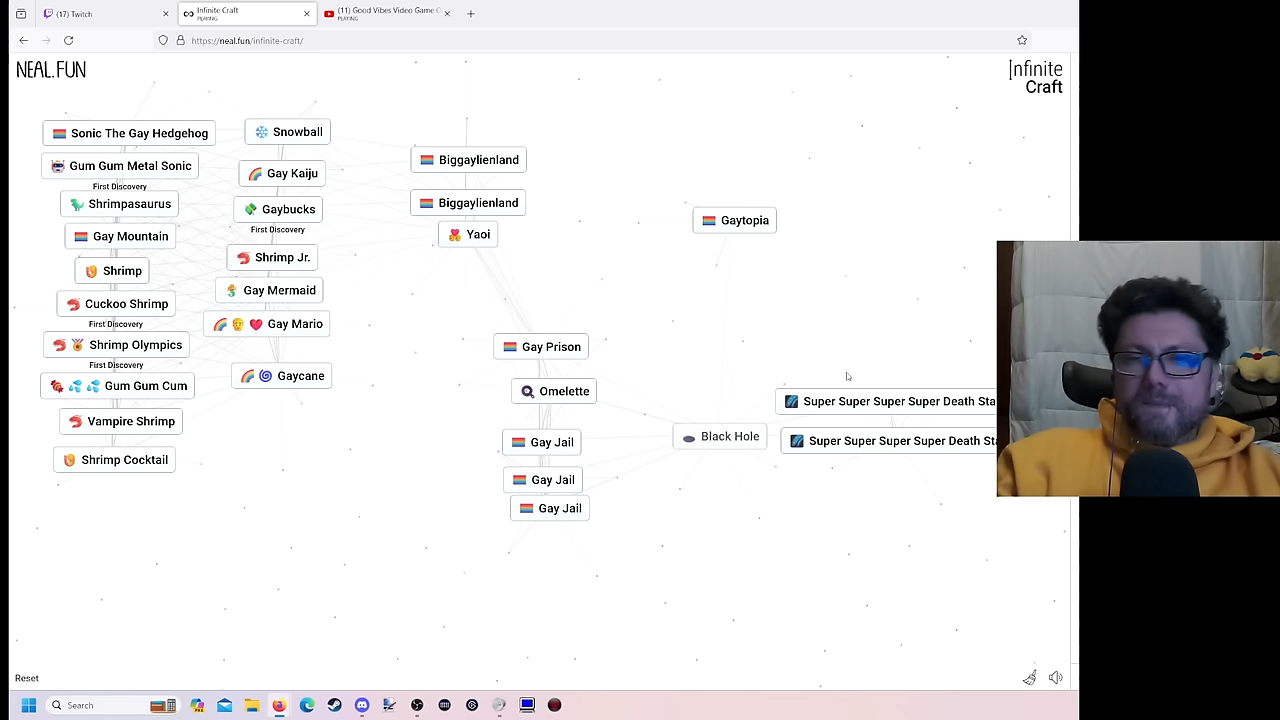 (17) Twitch
Infinite Craft
PLAYING
(11) Good Vibes Video Game
PLAYING
https://neal.fun/infinite-craft/
NEAL.FUN
Infinite
Craft
Sonic The Gay Hedgehog
Gum Gum Metal Sonic
First Discovery
Shrimpasaurus
Gay Mountain
Shrimp
Cuckoo Shrimp
First Discovery
Shrimp Olympics
First Discovery
Gum Gum Cum
Vampire Shrimp
Shrimp Cocktail
Snowball
Gay Kaiju
Gaybucks
First Discovery
Shrimp Jr.
Gay Mermaid
Gay Mario
Gaycane
Biggaylienland
Biggaylienland
Yaoi
Gay Prison
Omelette
Gay Jail
Gay Jail
Gay Jail
Gaytopia
Black Hole
Super Super Super Super Death Sta
Super Super Super Super Death Sta
Reset
Search